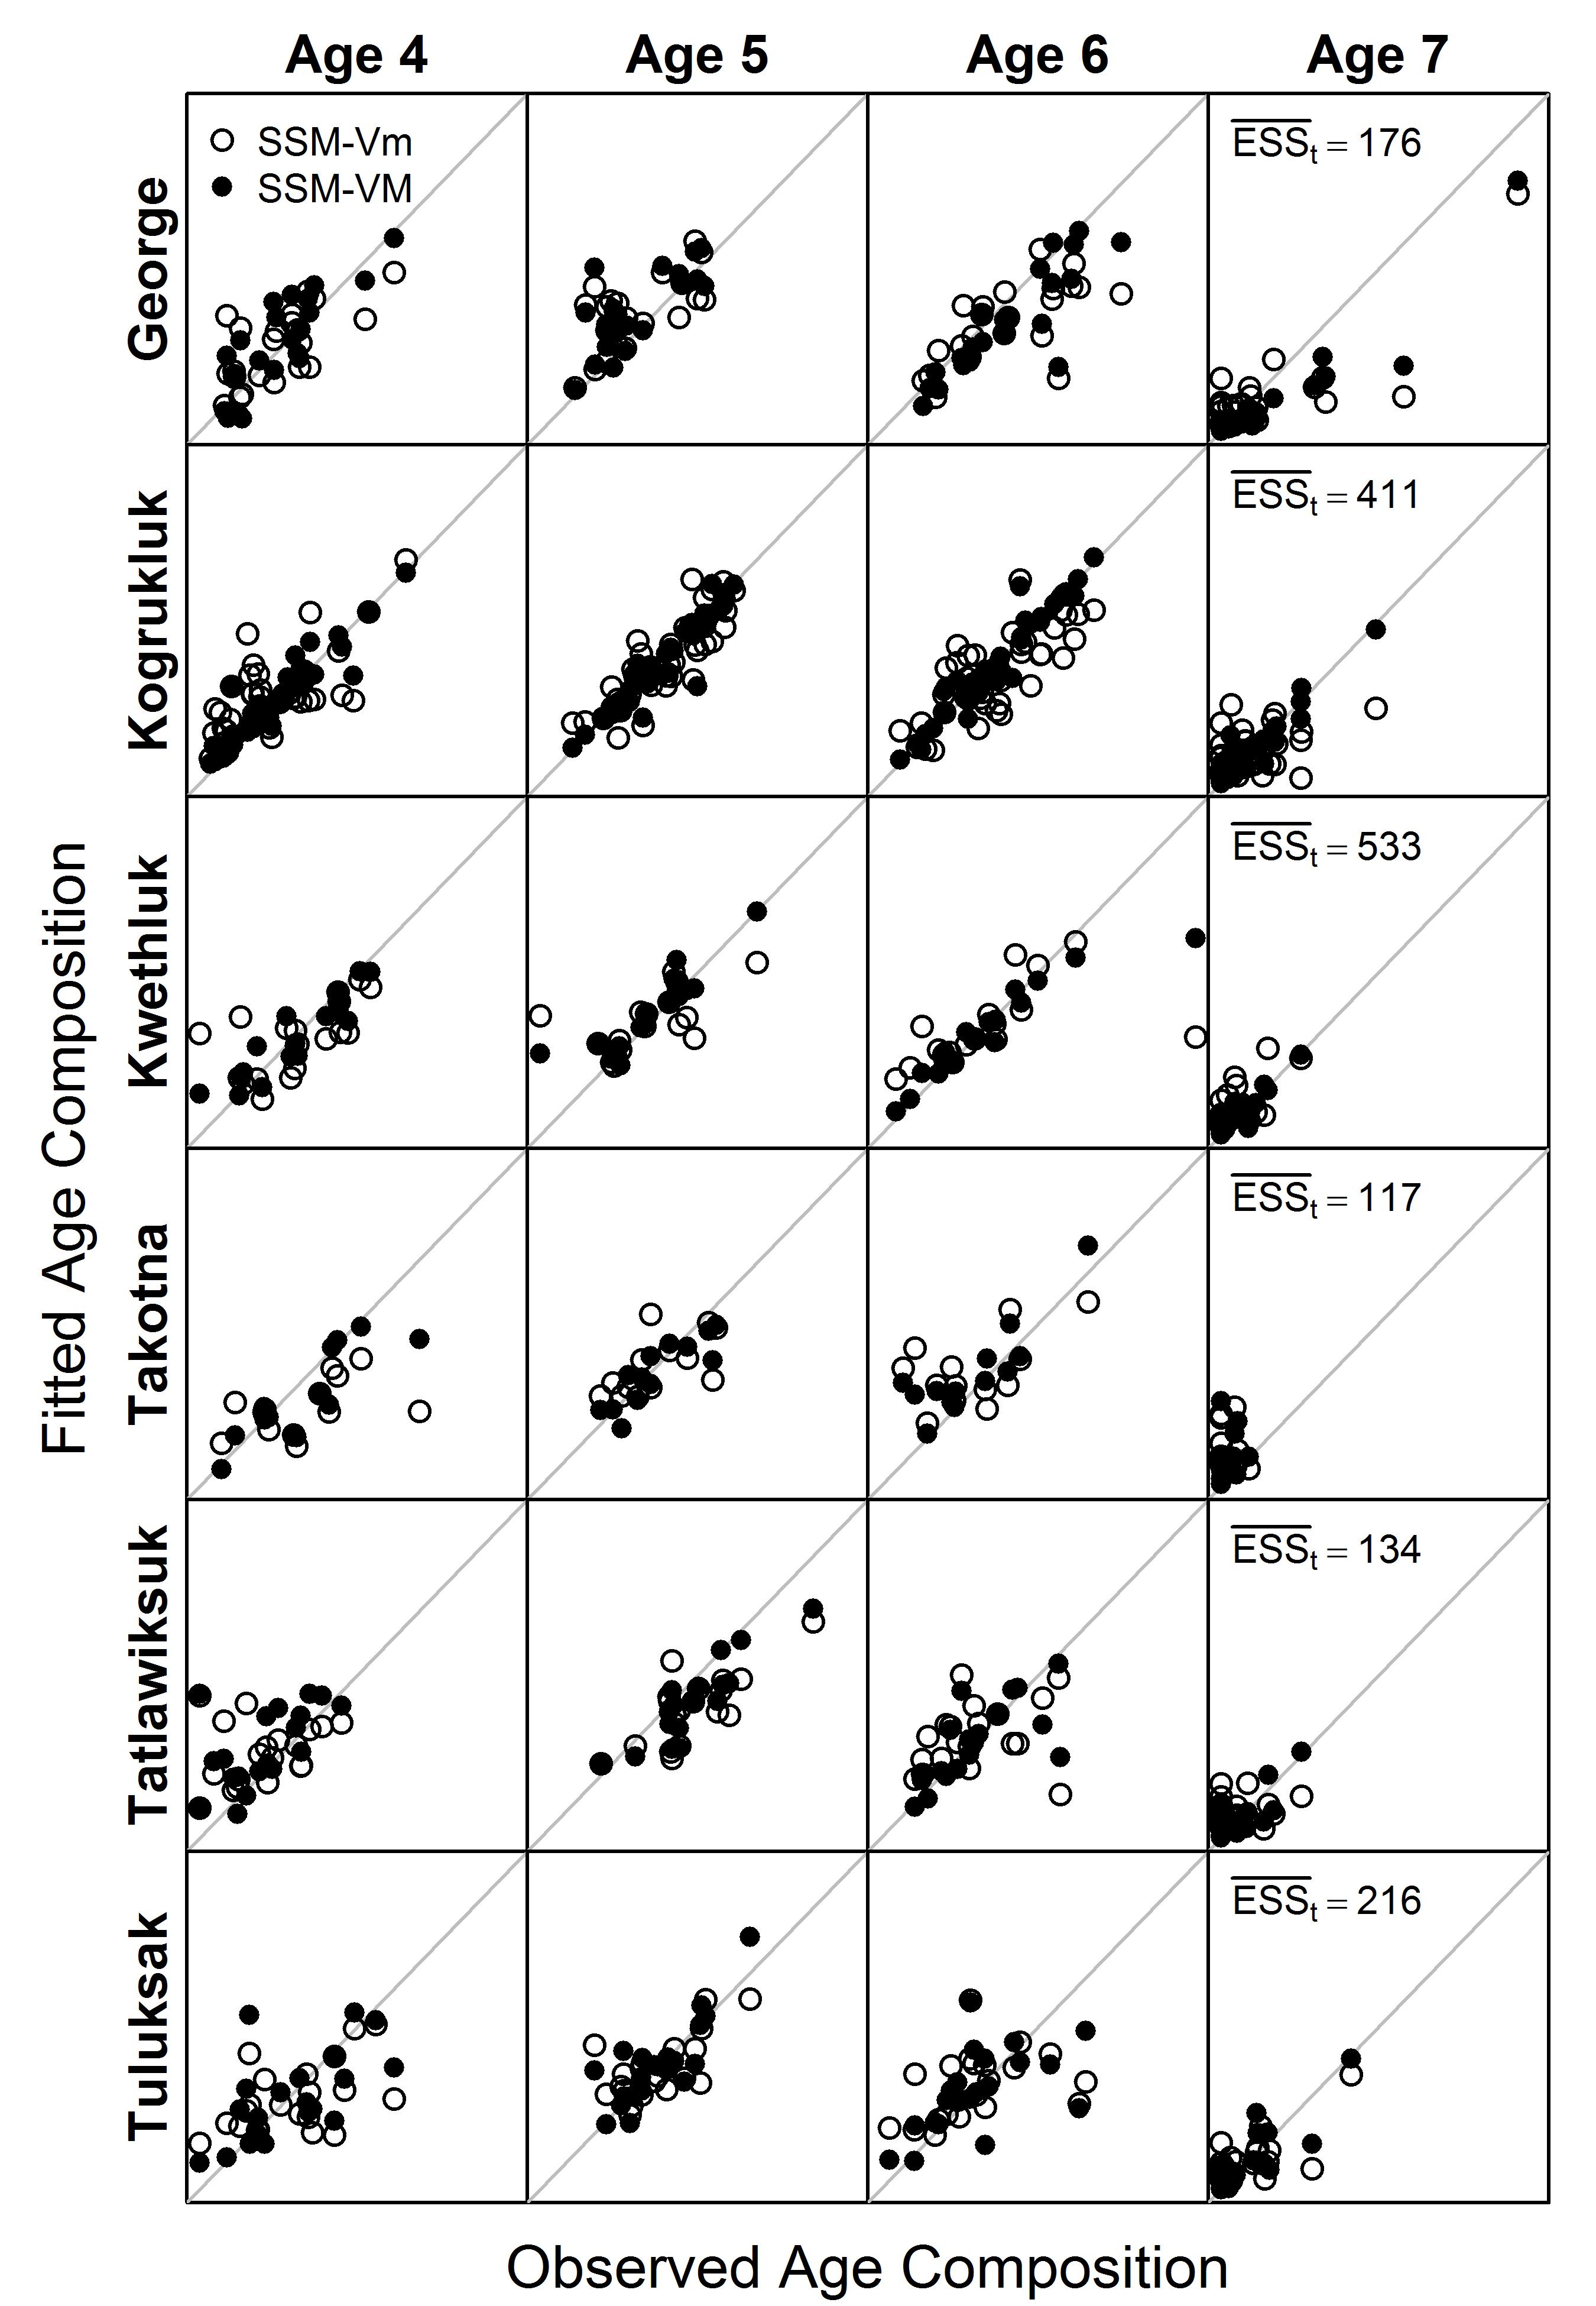 Age 4 Age 5 Age 6 Age 7
George
SSM-Vm
SSM-VM
ESSt = 176
Kogrukluk
ESSt = 411
Kwethluk
ESSt = 533
Fitted Age Composition
Takotna
ESSt = 117
Tatlawiksuk
ESSt = 134
Tuluksak
ESSt = 216
Observed Age Composition